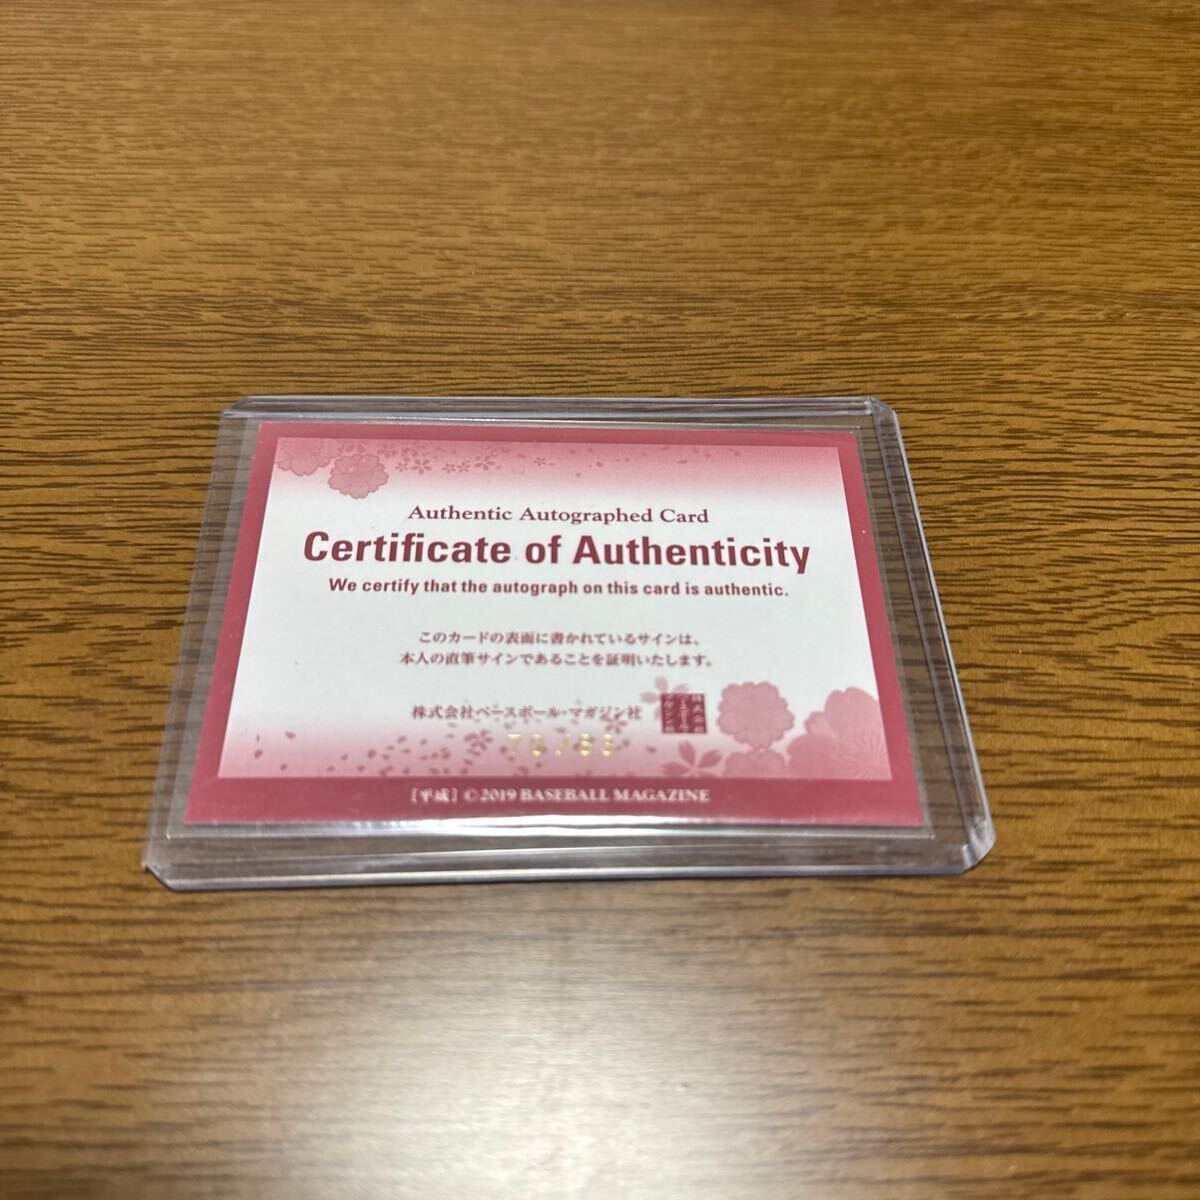 Authentic Autographed Card
Certificate of Authenticity
We certify that the autograph on this card is authentic.
このカードの表面に書かれているサインは、
本人の直筆サインであることを証明いたします。
株式会社ベースボール・マガジン社
[平成] ©2019 BASEBALL MAGAZINE